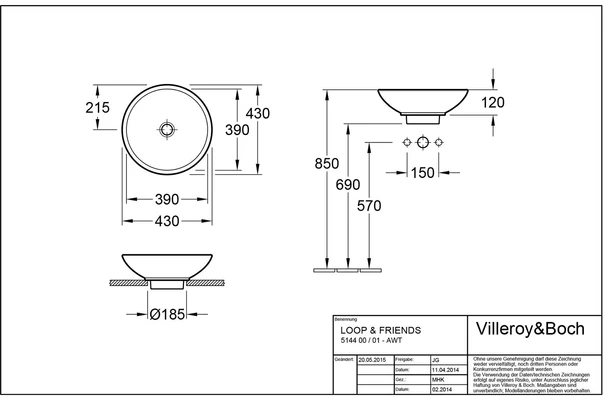 215
390
430
390
430
Ø185
120
850
690
570
150
Benennung
LOOP & FRIENDS
5144 00 / 01 - AWT
Villeroy&Boch
Geändert: 20.05.2015 Freigabe: JG
Datum: 11.04.2014
Gez.: MHK
Datum: 02.2014
Ohne unsere Genehmigung darf diese Zeichnung
weder vervielfältigt, noch dritten Personen oder
Konkurrenzfirmen mitgeteilt werden.
Die Verwendung der Daten/technischen Zeichnungen
erfolgt auf eigenes Risiko, unter Ausschluss jeglicher
Haftung von Villeroy & Boch. Maßangaben sind
unverbindlich; Modelländerungen bleiben vorbehalten.